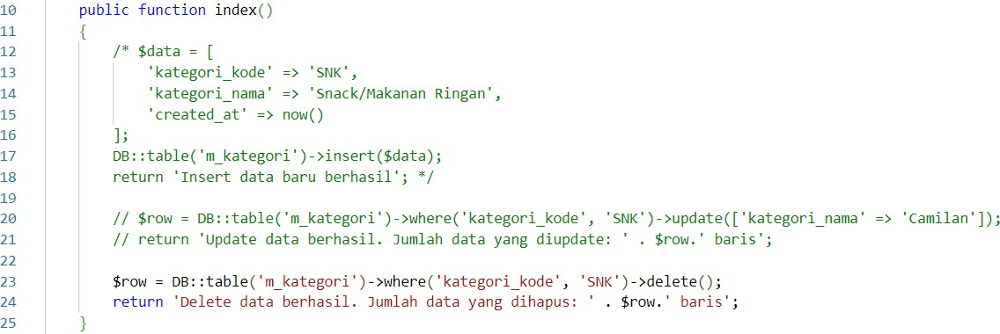 10 public function index()
11 {
12 /* $data = [
13 'kategori_kode' => 'SNK',
14 'kategori_nama' => 'Snack/Makanan Ringan',
15 'created_at' => now()
16 ];
17 DB::table('m_kategori')->insert($data);
18 return 'Insert data baru berhasil'; */
19
20 // $row = DB::table('m_kategori')->where('kategori_kode', 'SNK')->update(['kategori_nama' => 'Camilan']);
21 // return 'Update data berhasil. Jumlah data yang diupdate: ' . $row.' baris';
22
23 $row = DB::table('m_kategori')->where('kategori_kode', 'SNK')->delete();
24 return 'Delete data berhasil. Jumlah data yang dihapus: ' . $row.' baris';
25 }